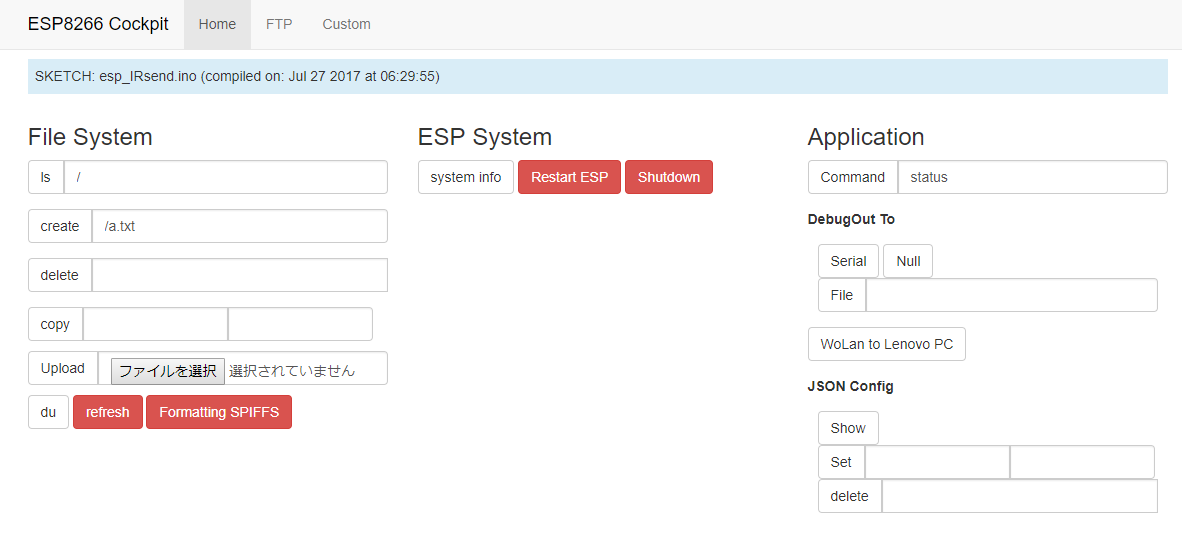 ESP8266 Cockpit Home FTP Custom
SKETCH: esp_IRsend.ino (compiled on: Jul 27 2017 at 06:29:55)
File System
ls /
create /a.txt
delete
copy
Upload ファイルを選択 選択されていません
du refresh Formatting SPIFFS
ESP System
system info Restart ESP Shutdown
Application
Command status
DebugOut To
Serial Null
File
WoLan to Lenovo PC
JSON Config
Show
Set
delete